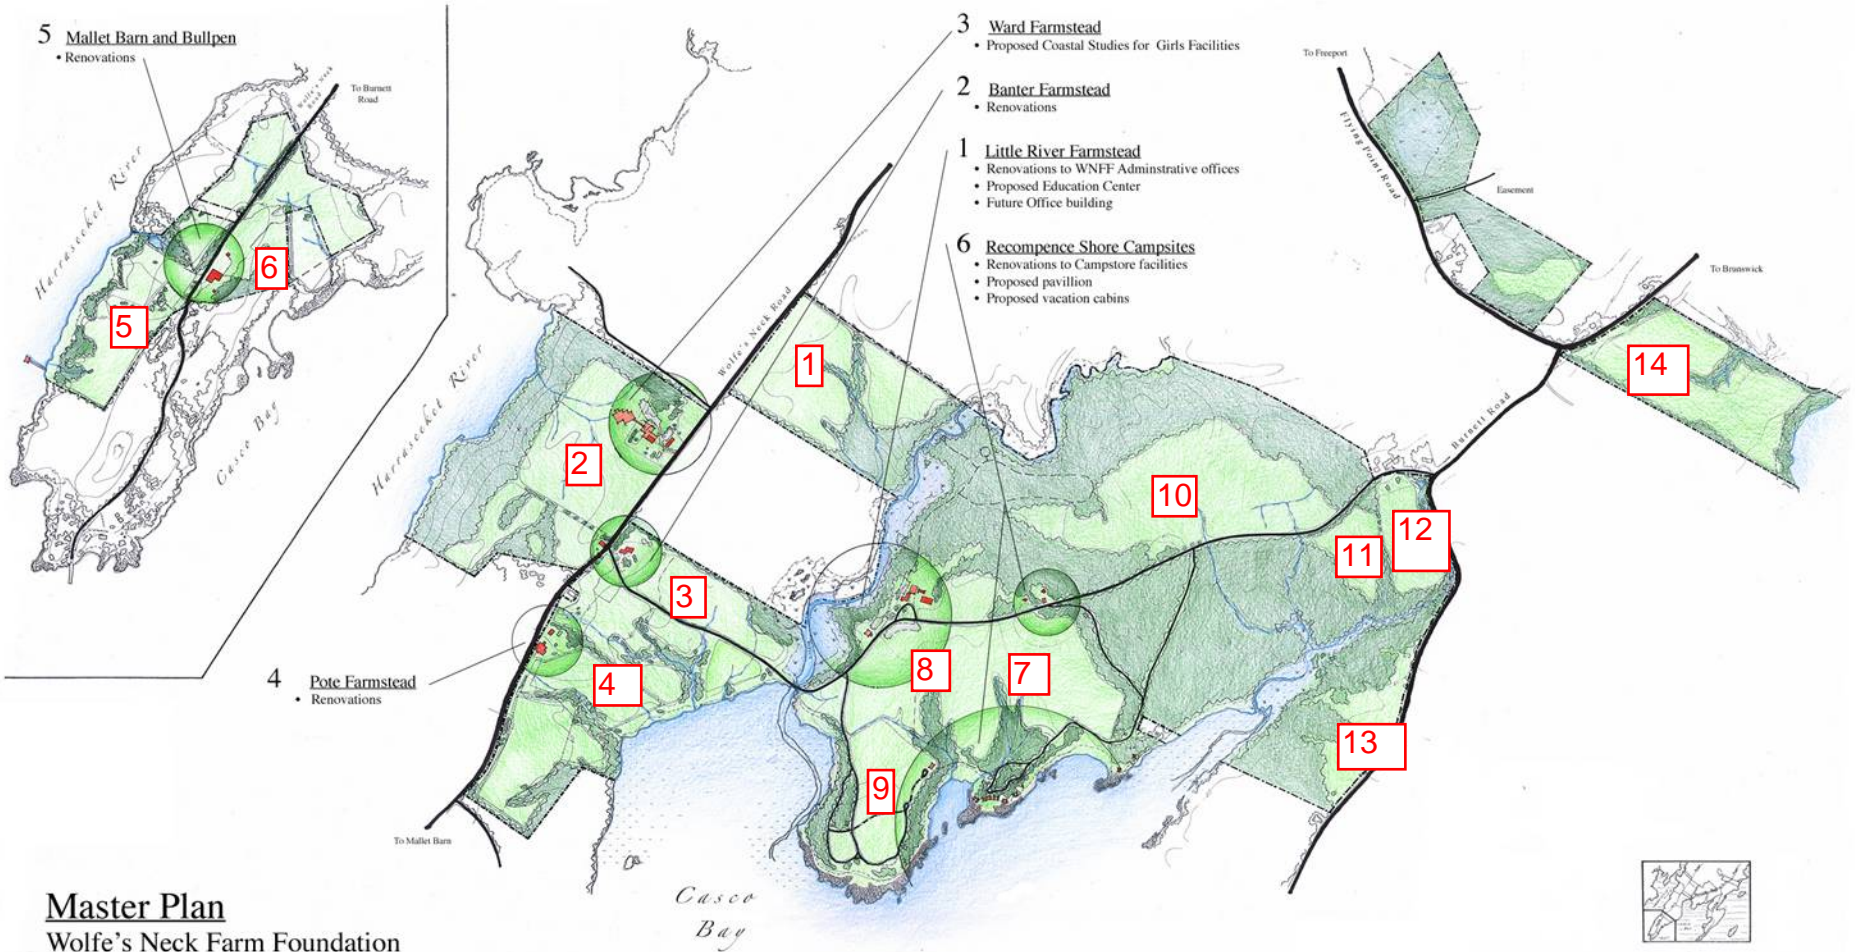 5 Mallet Barn and Bullpen
• Renovations
Wolfe's Neck Road
To Burnett
Road
Harraseeket River
6
5
Casco Bay
3 Ward Farmstead
• Proposed Coastal Studies for Girls Facilities
2 Banter Farmstead
• Renovations
1 Little River Farmstead
• Renovations to WNFF Adminstrative offices
• Proposed Education Center
• Future Office building
6 Recompence Shore Campsites
• Renovations to Campstore facilities
• Proposed pavillion
• Proposed vacation cabins
To Freeport
Flying Point Road
Easement
To Brunswick
Wolfe's Neck Road
Harraseeket River
Burnett Road
1
14
2
10
12
11
3
8
7
4
13
9
4 Pote Farmstead
• Renovations
To Mallet Barn
Casco
Bay
Master Plan
Wolfe's Neck Farm Foundation